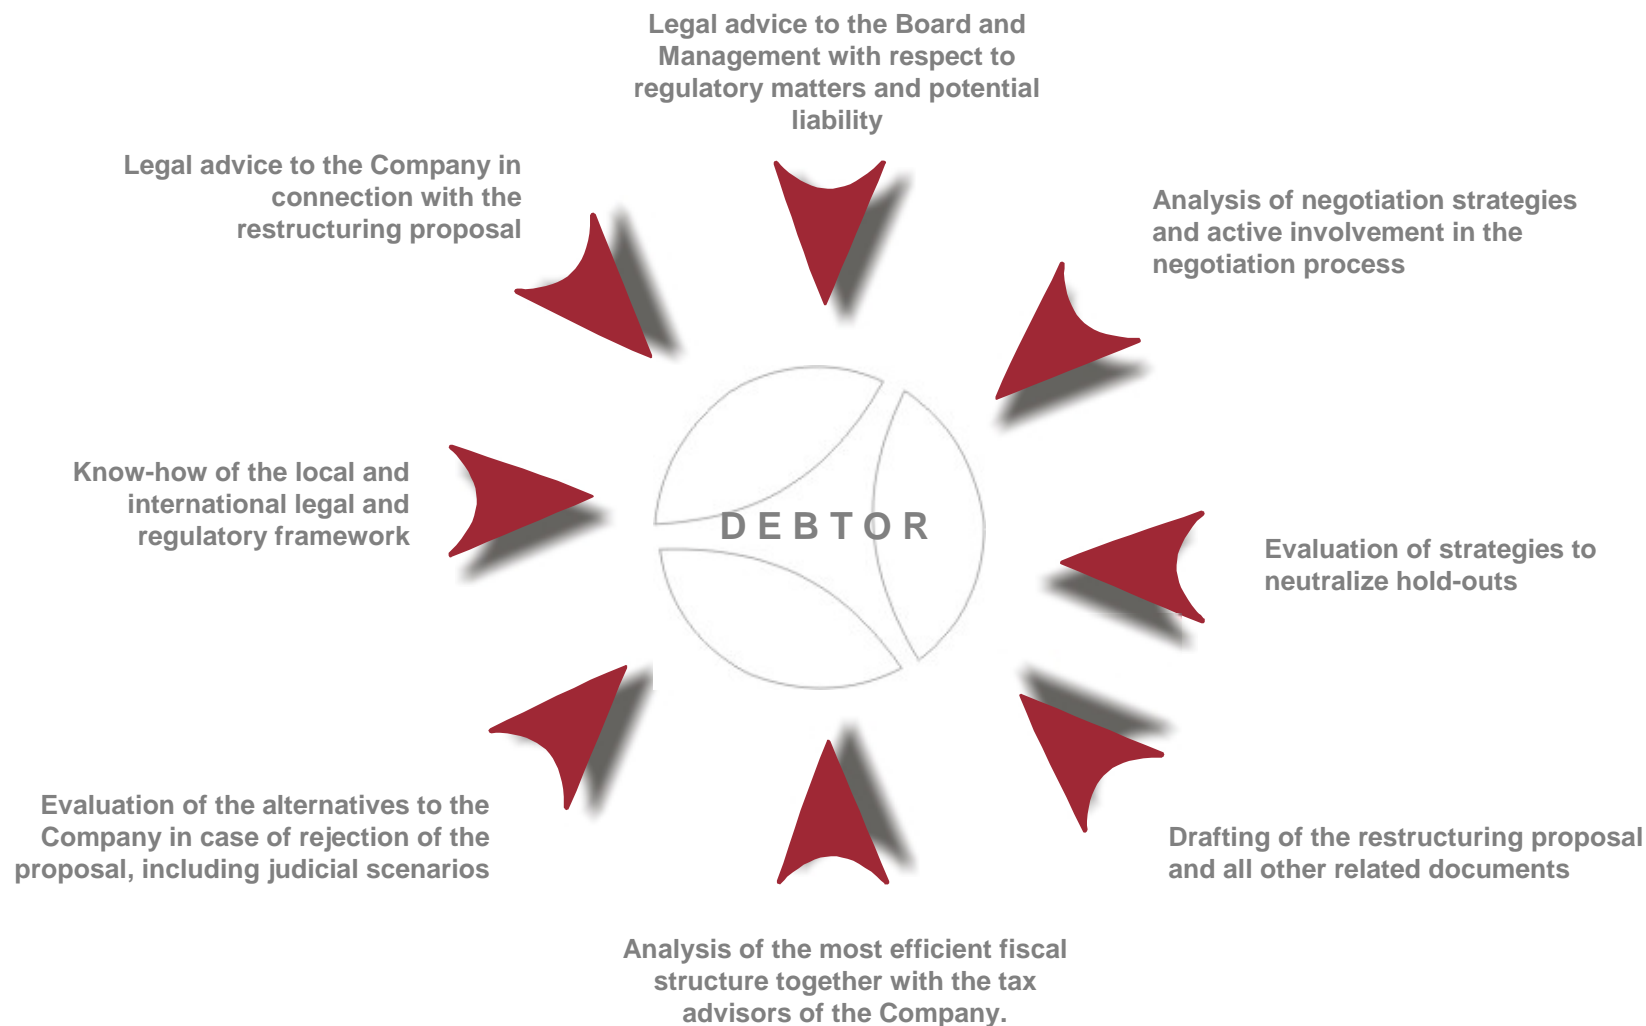 Legal advice to the Board and
Management with respect to
regulatory matters and potential
liability
Legal advice to the Company in
connection with the
restructuring proposal
Analysis of negotiation strategies
and active involvement in the
negotiation process
Know-how of the local and
international legal and
regulatory framework
DEBTOR
Evaluation of strategies to
neutralize hold-outs
Evaluation of the alternatives to the
Company in case of rejection of the
proposal, including judicial scenarios
Drafting of the restructuring proposal
and all other related documents
Analysis of the most efficient fiscal
structure together with the tax
advisors of the Company.